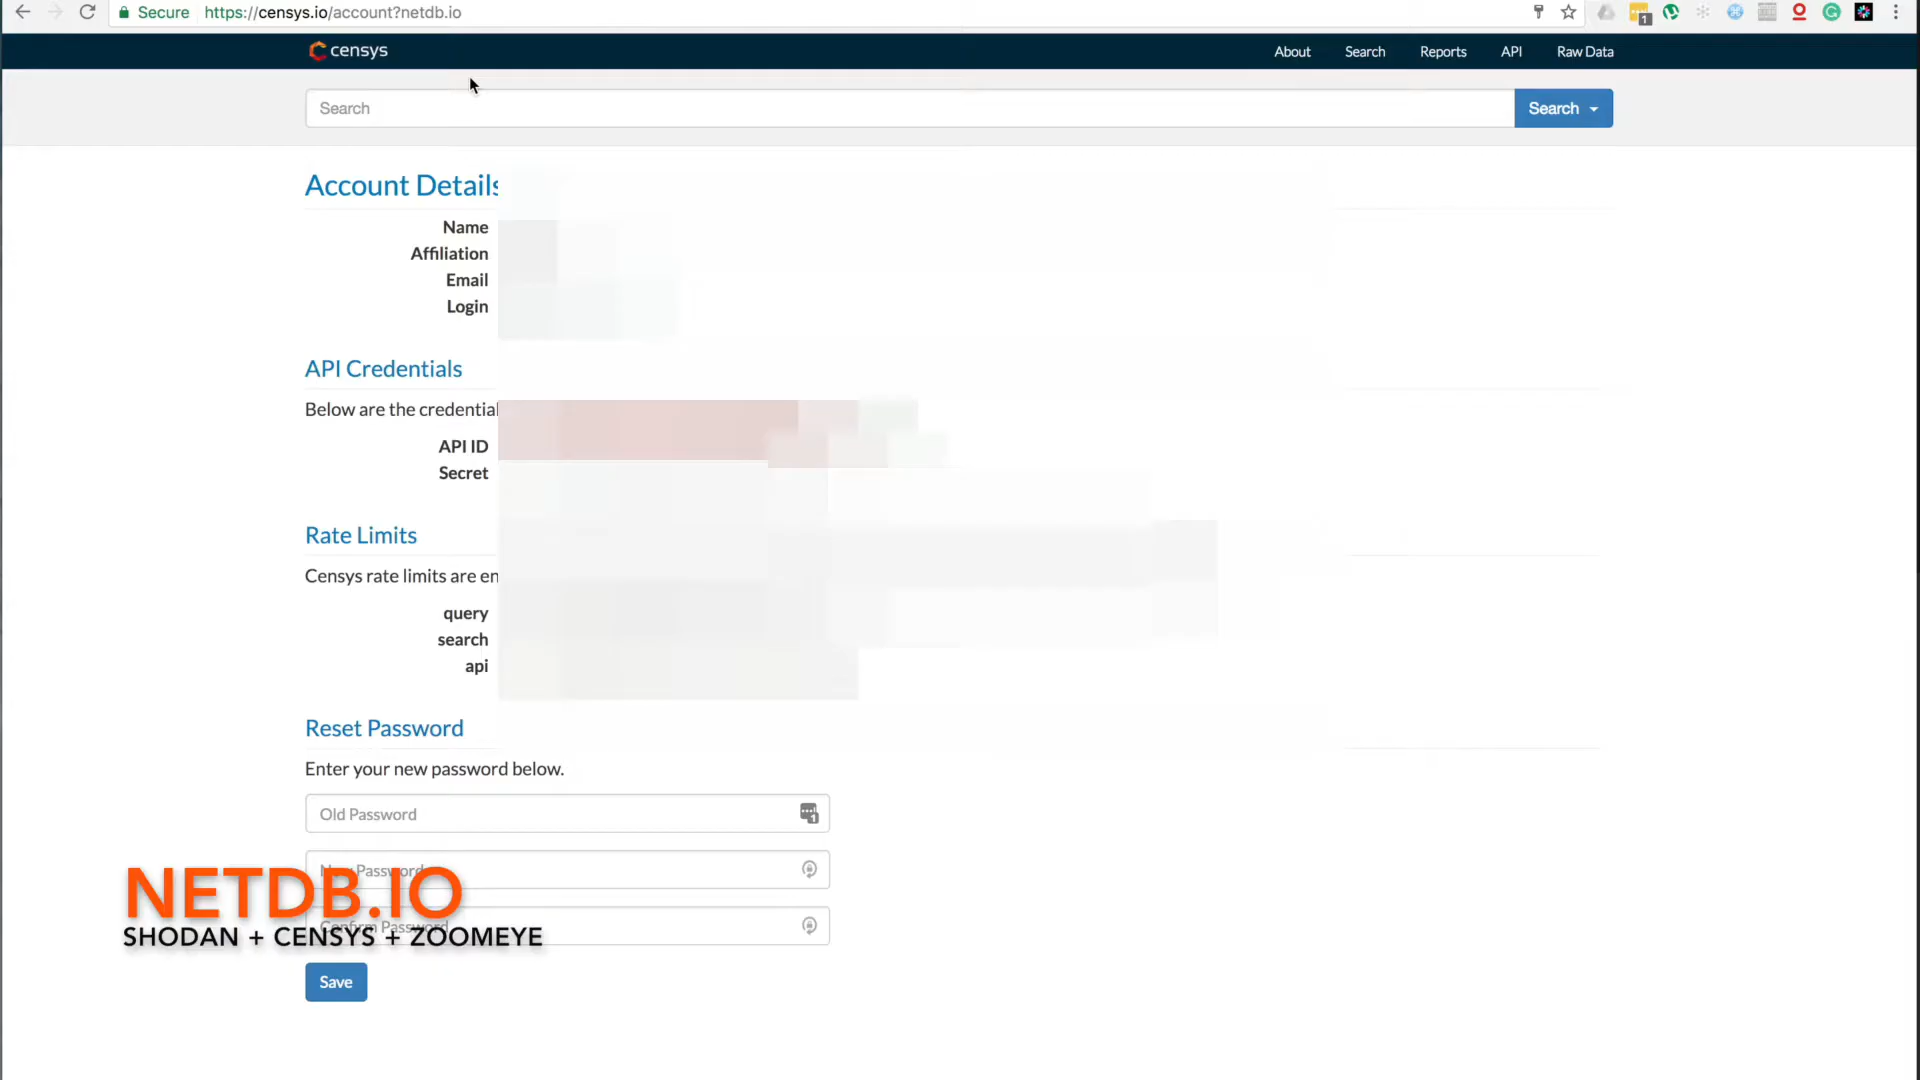 Secure https://censys.io/account?netdb.io
1
censys
About Search Reports API Raw Data
Search
Search
Account Details
Name
Affiliation
Email
Login
API Credentials
Below are the credential
API ID
Secret
Rate Limits
Censys rate limits are en
query
search
api
Reset Password
Enter your new password below.
Old Password
New Password
NETDB.IO
Confirm Password
SHODAN + CENSYS + ZOOMEYE
Save